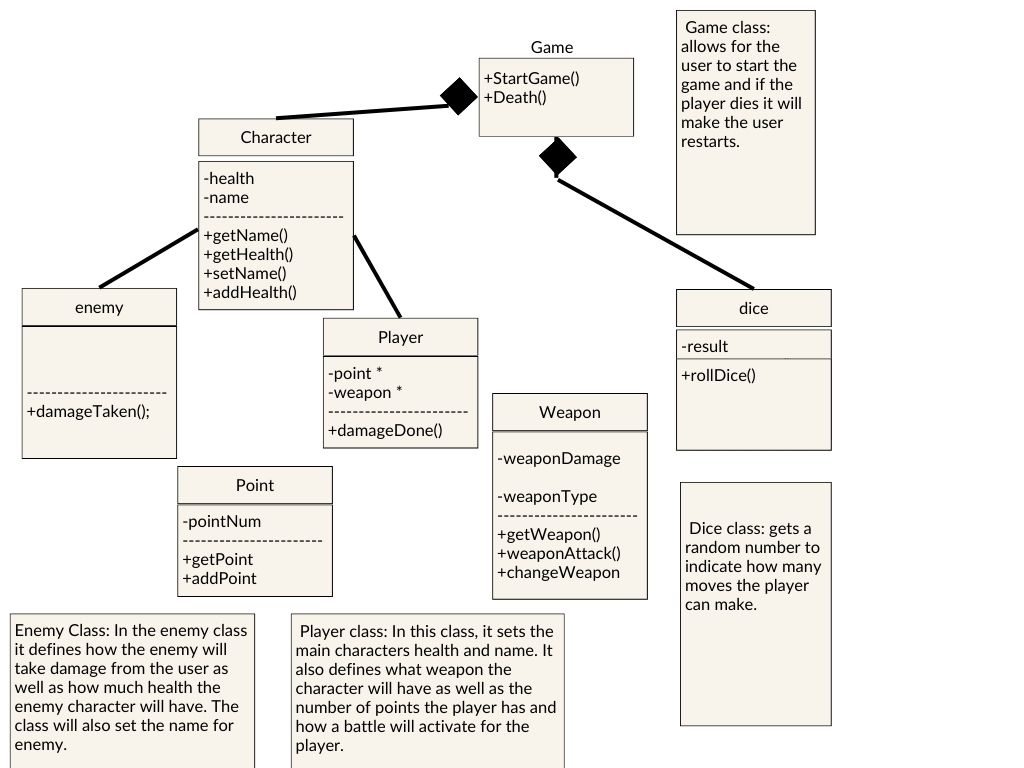 Game
+StartGame()
+Death()
Game class:
allows for the
user to start the
game and if the
player dies it will
make the user
restarts.
Character
-health
-name
-----------------------
+getName()
+getHealth()
+setName()
+addHealth()
enemy
-----------------------
+damageTaken();
Player
-point *
-weapon *
-----------------------
+damageDone()
dice
-result
+rollDice()
Weapon
-weaponDamage
-weaponType
-----------------------
+getWeapon()
+weaponAttack()
+changeWeapon
Point
-pointNum
-----------------------
+getPoint
+addPoint
Dice class: gets a
random number to
indicate how many
moves the player
can make.
Enemy Class: In the enemy class
it defines how the enemy will
take damage from the user as
well as how much health the
enemy character will have. The
class will also set the name for
enemy.
Player class: In this class, it sets the
main characters health and name. It
also defines what weapon the
character will have as well as the
number of points the player has and
how a battle will activate for the
player.